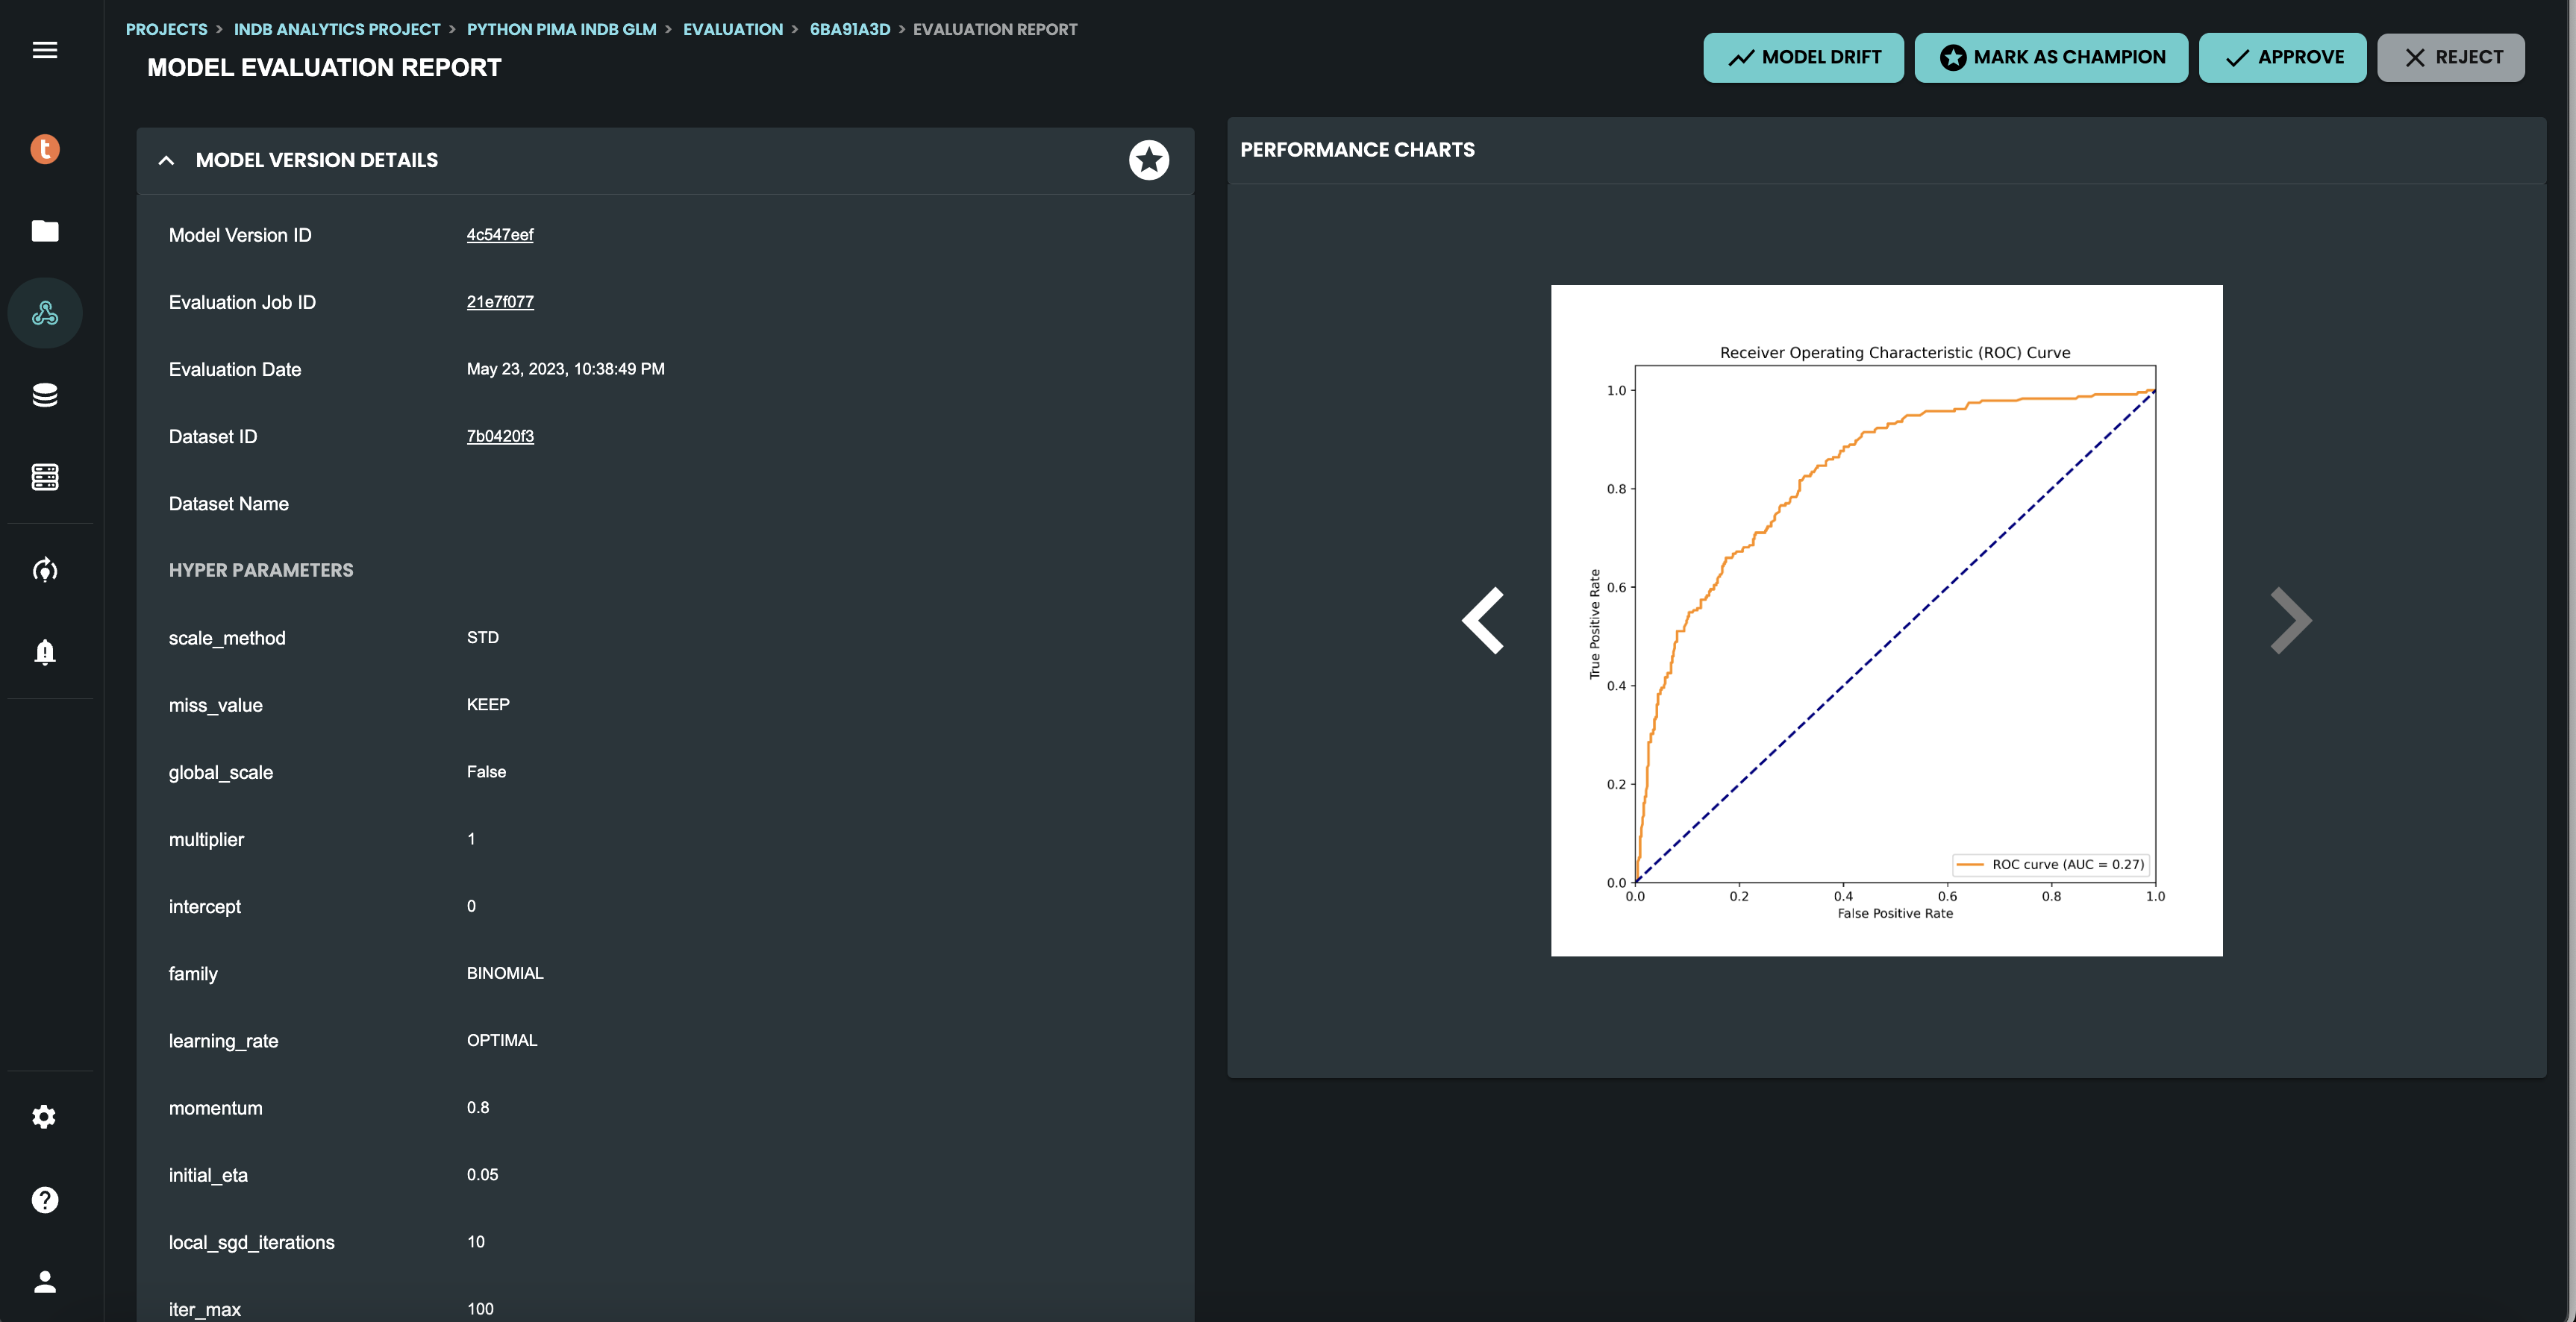 PROJECTS > INDB ANALYTICS PROJECT > PYTHON PIMA INDB GLM > EVALUATION > 6BA91A3D > EVALUATION REPORT
MODEL EVALUATION REPORT
MODEL DRIFT
MARK AS CHAMPION
APPROVE
REJECT
t
MODEL VERSION DETAILS
Model Version ID 4c547eef
Evaluation Job ID 21e7f077
Evaluation Date May 23, 2023, 10:38:49 PM
Dataset ID 7b0420f3
Dataset Name
HYPER PARAMETERS
scale_method STD
miss_value KEEP
global_scale False
multiplier 1
intercept 0
family BINOMIAL
learning_rate OPTIMAL
momentum 0.8
initial_eta 0.05
local_sgd_iterations 10
iter_max 100
PERFORMANCE CHARTS
Receiver Operating Characteristic (ROC) Curve
1.0
0.8
0.6
0.4
0.2
0.0
True Positive Rate
ROC curve (AUC = 0.27)
0.0 0.2 0.4 0.6 0.8 1.0
False Positive Rate